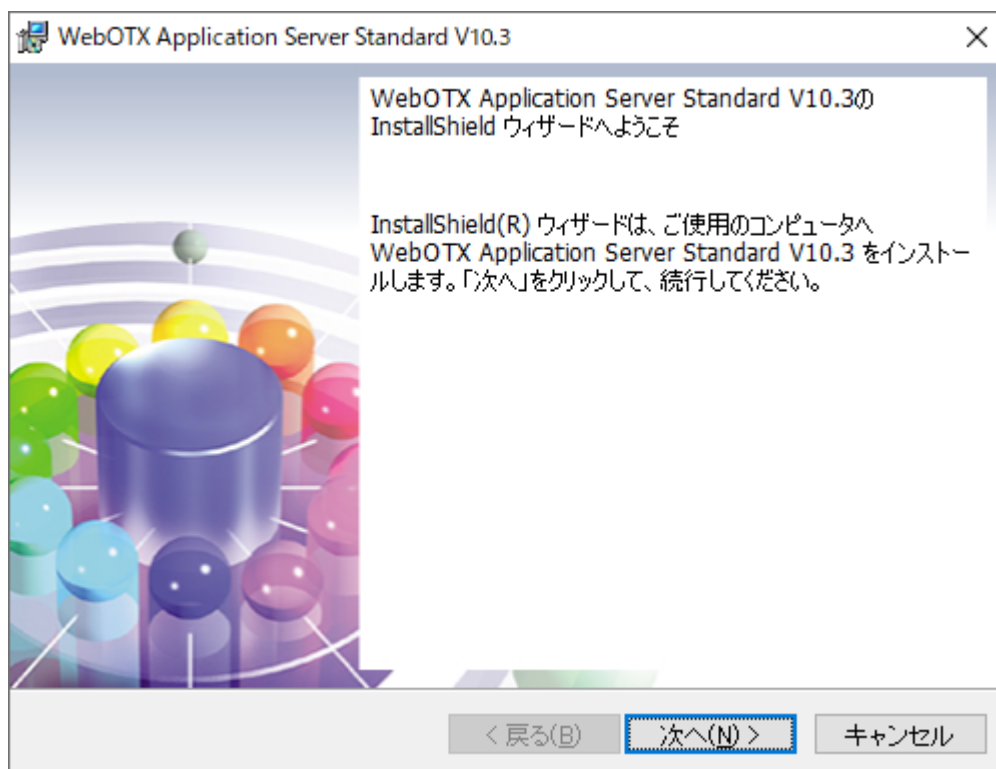 WebOTX Application Server Standard V10.3
WebOTX Application Server Standard V10.3の
InstallShield ウィザードへようこそ
InstallShield(R) ウィザードは、ご使用のコンピュータへ
WebOTX Application Server Standard V10.3 をインストー
ルします。「次へ」をクリックして、続行してください。
< 戻る(B)
次へ(N) >
キャンセル